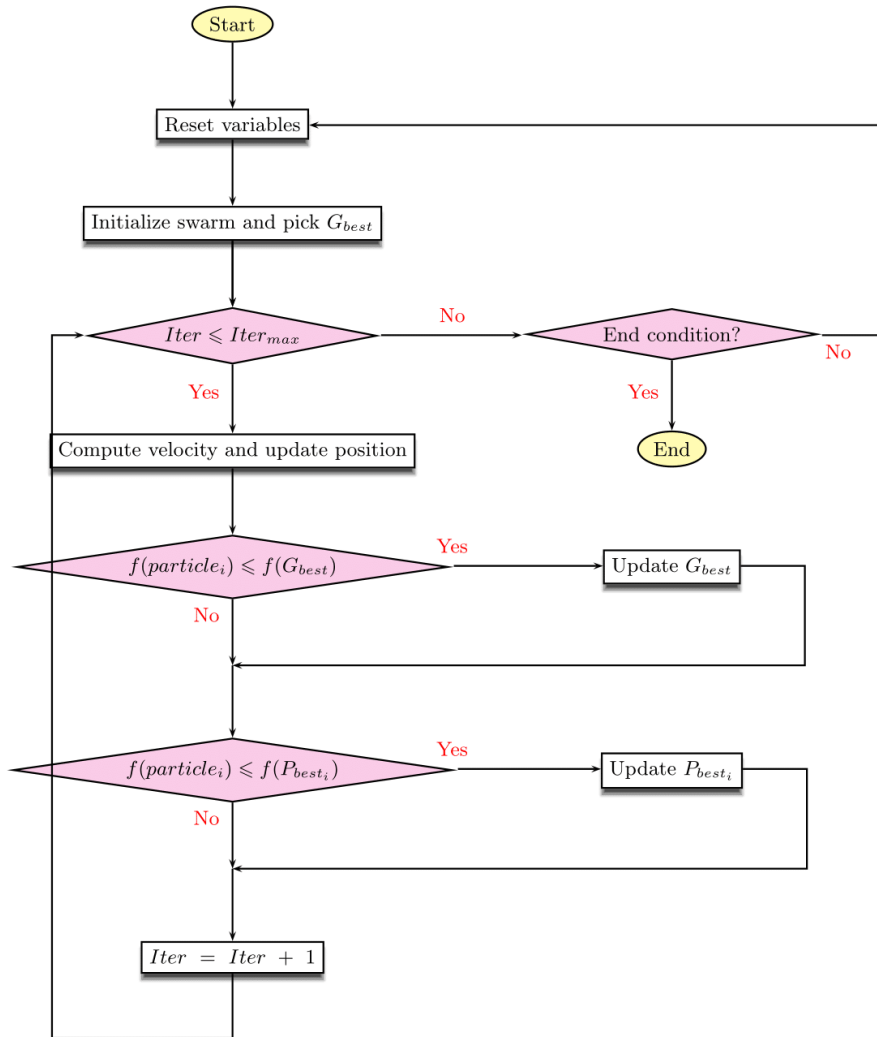 Start
Reset variables
Initialize swarm and pick G_best
Iter ⩽ Iter_max
No
End condition?
No
Yes
Yes
Compute velocity and update position
End
f(particle_i) ⩽ f(G_best)
Yes
Update G_best
No
f(particle_i) ⩽ f(P_best_i)
Yes
Update P_best_i
No
Iter = Iter + 1